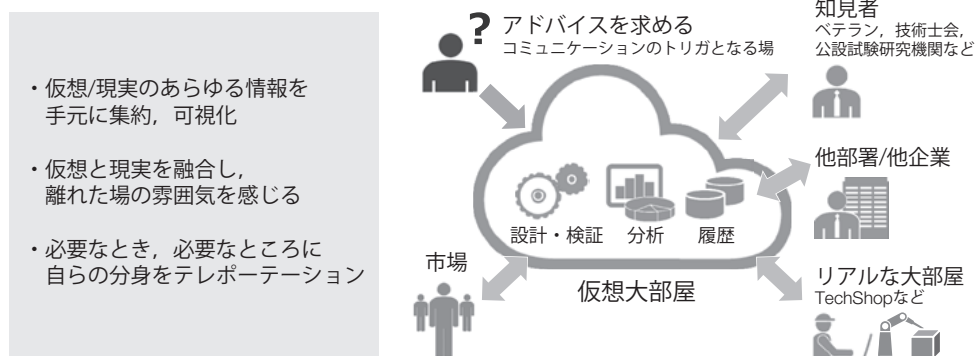 ・仮想/現実のあらゆる情報を
手元に集約，可視化
・仮想と現実を融合し，
離れた場の雰囲気を感じる
・必要なとき，必要なところに
自らの分身をテレポーテーション
?
アドバイスを求める
コミュニケーションのトリガとなる場
知見者
ベテラン，技術士会，
公設試験研究機関など
他部署/他企業
設計・検証
分析
履歴
市場
仮想大部屋
リアルな大部屋
TechShopなど